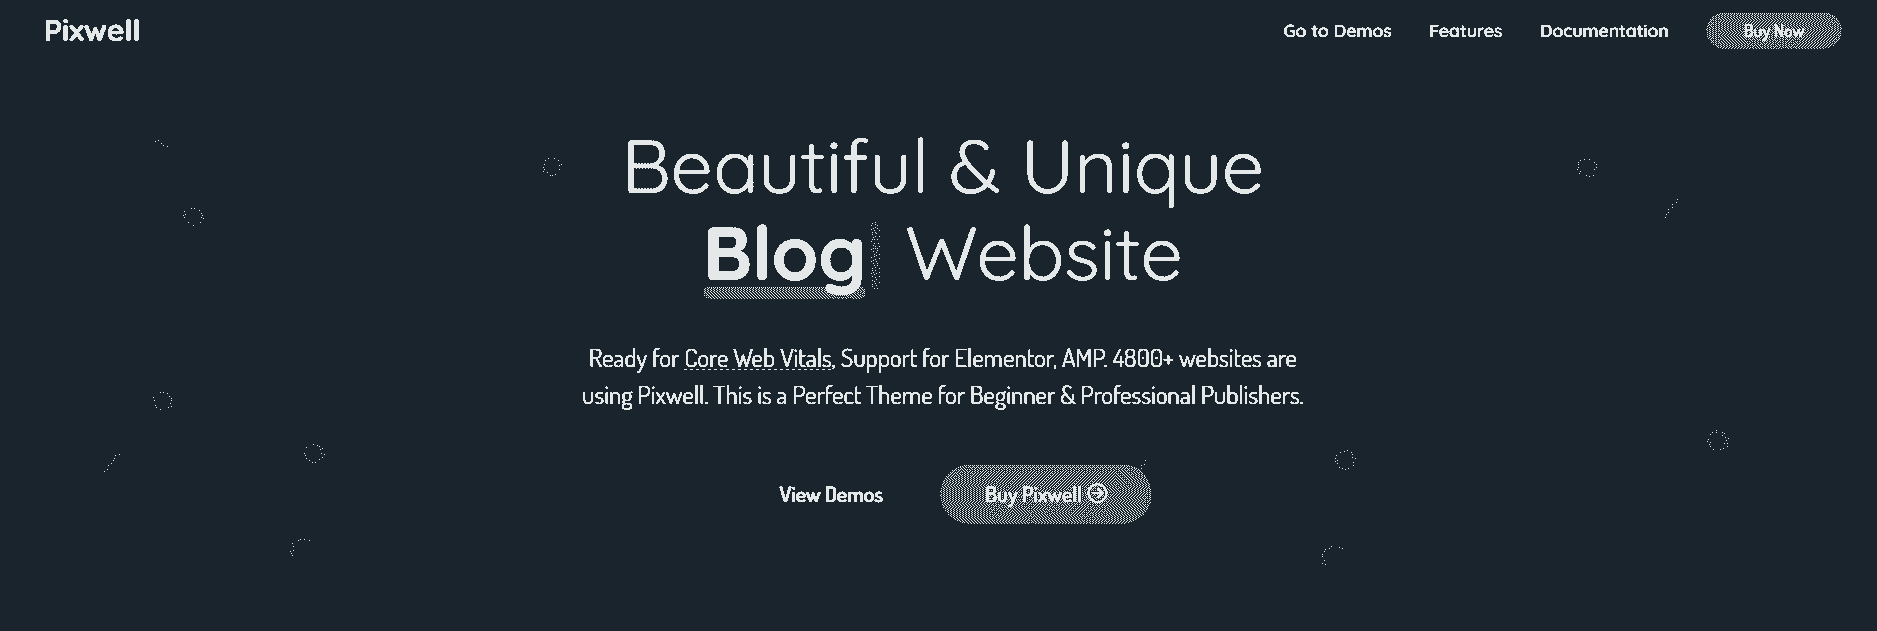 Pixwell
Go to Demos
Features
Documentation
Buy Now
Beautiful & Unique
Blog Website
Ready for Core Web Vitals, Support for Elementor, AMP. 4800+ websites are
using Pixwell. This is a Perfect Theme for Beginner & Professional Publishers.
View Demos
Buy Pixwell